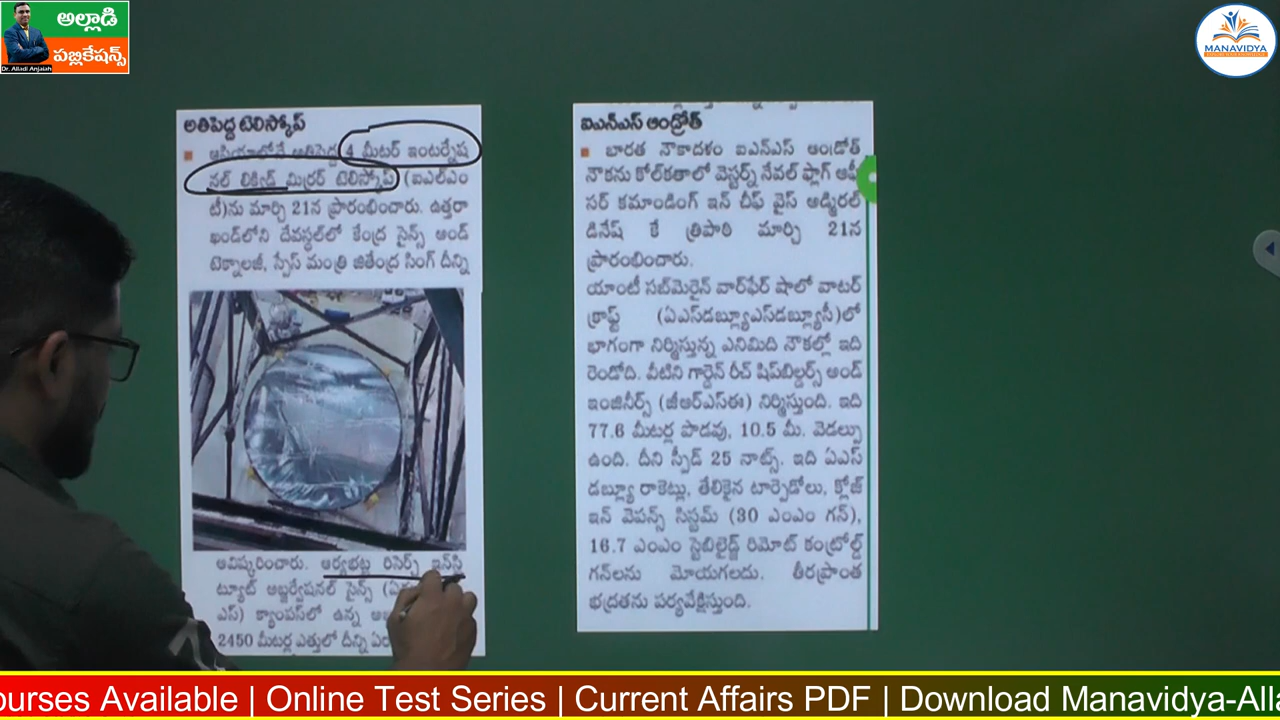 అల్లాడి
పబ్లికేషన్స్
Dr. Alladi Anjaiah
MANAVIDYA
అతిపెద్ద టెలిస్కోప్
ఆసియాలోనే అతిపెద్ద 4 మీటర్ ఇంటర్నేష
నల్ లిక్విడ్ మిర్రర్ టెలిస్కోప్ (ఐఎల్ఎం
టీ)ను మార్చి 21న ప్రారంభించారు. ఉత్తరా
ఖండ్‌లోని దేవస్థల్‌లో కేంద్ర సైన్స్ అండ్
టెక్నాలజీ, స్పేస్ మంత్రి జితేంద్ర సింగ్ దీన్ని
ఆవిష్కరించారు. ఆర్యభట్ట రిసెర్చ్ ఇన్‌స్టి
ట్యూట్ అబ్జర్వేషనల్ సైన్స్
ఎస్) క్యాంపస్‌లో ఉన్న
2450 మీటర్ల ఎత్తులో దీన్ని
ఐఎన్ఎస్ ఆండ్రోత్
భారత నౌకాదళం ఐఎన్ఎస్ ఆండ్రోత్
నౌకను కోల్‌కతాలో వెస్టర్న్ నేవల్ ఫ్లాగ్ ఆఫీ
సర్ కమాండింగ్ ఇన్ చీఫ్ వైస్ అడ్మిరల్
దినేష్ కే త్రిపాఠి మార్చి 21న
ప్రారంభించారు.
యాంటీ సబ్‌మెరైన్ వార్‌ఫేర్ షాలో వాటర్
క్రాఫ్ట్ (ఏఎస్‌డబ్ల్యూఎస్‌డబ్ల్యూసీ)లో
భాగంగా నిర్మిస్తున్న ఎనిమిది నౌకల్లో ఇది
రెండోది. వీటిని గార్డెన్ రీచ్ షిప్‌బిల్డర్స్ అండ్
ఇంజినీర్స్ (జీఆర్ఎస్ఈ) నిర్మిస్తుంది. ఇది
77.6 మీటర్ల పొడవు, 10.5 మీ. వెడల్పు
ఉంది. దీని స్పీడ్ 25 నాట్స్. ఇది ఏఎస్
డబ్ల్యూ రాకెట్లు, తేలికైన టార్పెడోలు, క్లోజ్
ఇన్ వెపన్స్ సిస్టమ్ (30 ఎంఎం గన్),
16.7 ఎంఎం స్టెబిలైజ్డ్ రిమోట్ కంట్రోల్డ్
గన్‌లను మోయగలదు. తీరప్రాంత
భద్రతను పర్యవేక్షిస్తుంది.
ourses Available | Online Test Series | Current Affairs PDF | Download Manavidya-Alla